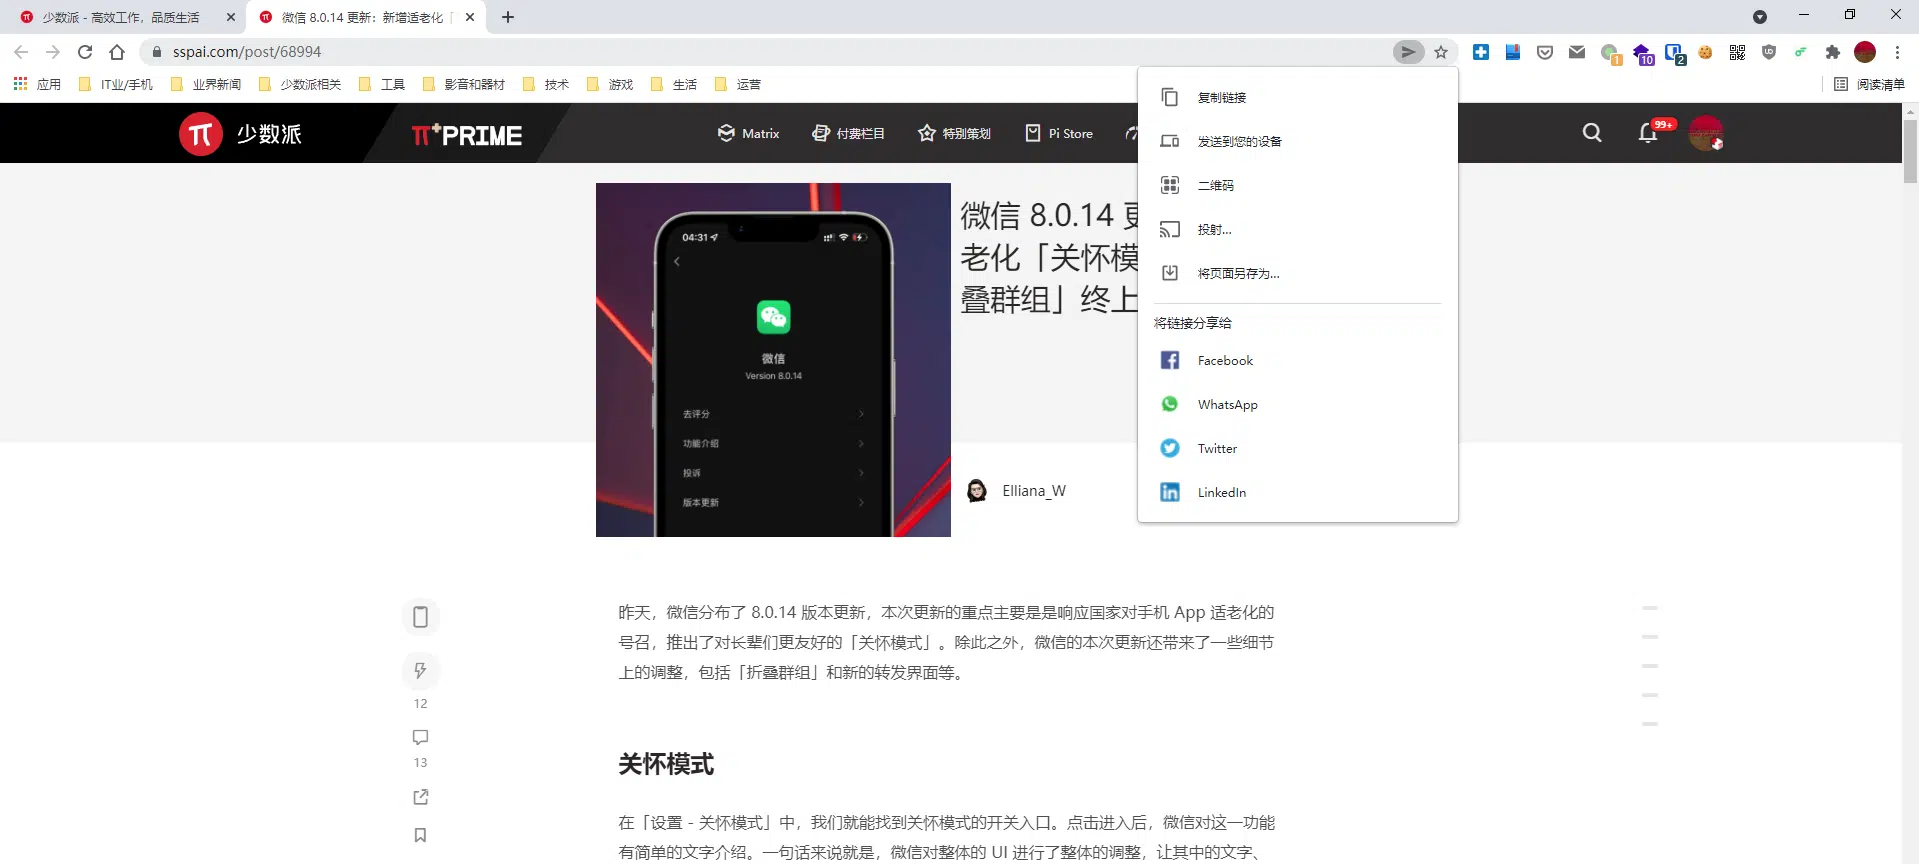 少数派 - 高效工作，品质生活
微信 8.0.14 更新：新增适老化「
sspai.com/post/68994
1
10
2
应用
IT业/手机
业界新闻
少数派相关
工具
影音和器材
技术
游戏
生活
运营
阅读清单
少数派
π+PRIME
Matrix
付费栏目
特别策划
Pi Store
99+
复制链接
发送到您的设备
二维码
投射...
将页面另存为...
将链接分享给
Facebook
WhatsApp
Twitter
LinkedIn
04:31
微信
Version 8.0.14
去评分
功能介绍
投诉
版本更新
微信 8.0.14 更
老化「关怀模
叠群组」终上
Elliana_W
昨天，微信分布了 8.0.14 版本更新，本次更新的重点主要是是响应国家对手机 App 适老化的
号召，推出了对长辈们更友好的「关怀模式」。除此之外，微信的本次更新还带来了一些细节
上的调整，包括「折叠群组」和新的转发界面等。
12
13
关怀模式
在「设置 - 关怀模式」中，我们就能找到关怀模式的开关入口。点击进入后，微信对这一功能
有简单的文字介绍。一句话来说就是，微信对整体的 UI 进行了整体的调整，让其中的文字、